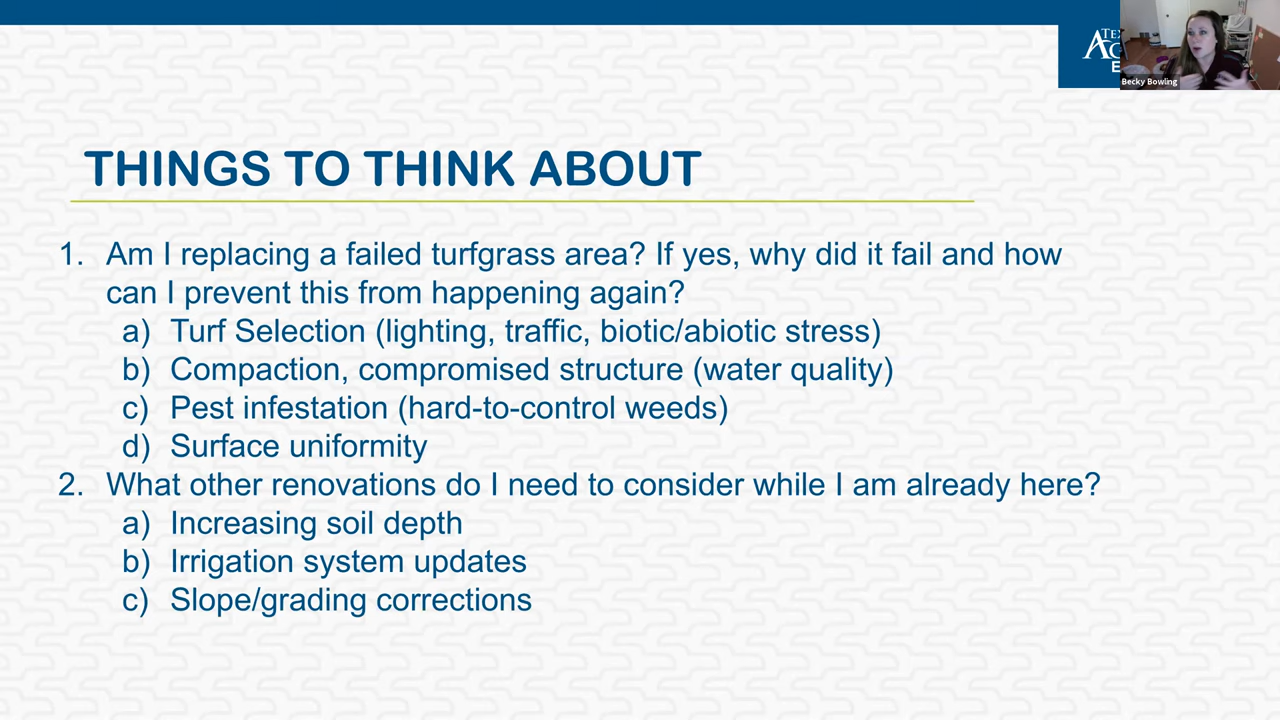 Becky Bowling
THINGS TO THINK ABOUT
1. Am I replacing a failed turfgrass area? If yes, why did it fail and how
can I prevent this from happening again?
a) Turf Selection (lighting, traffic, biotic/abiotic stress)
b) Compaction, compromised structure (water quality)
c) Pest infestation (hard-to-control weeds)
d) Surface uniformity
2. What other renovations do I need to consider while I am already here?
a) Increasing soil depth
b) Irrigation system updates
c) Slope/grading corrections